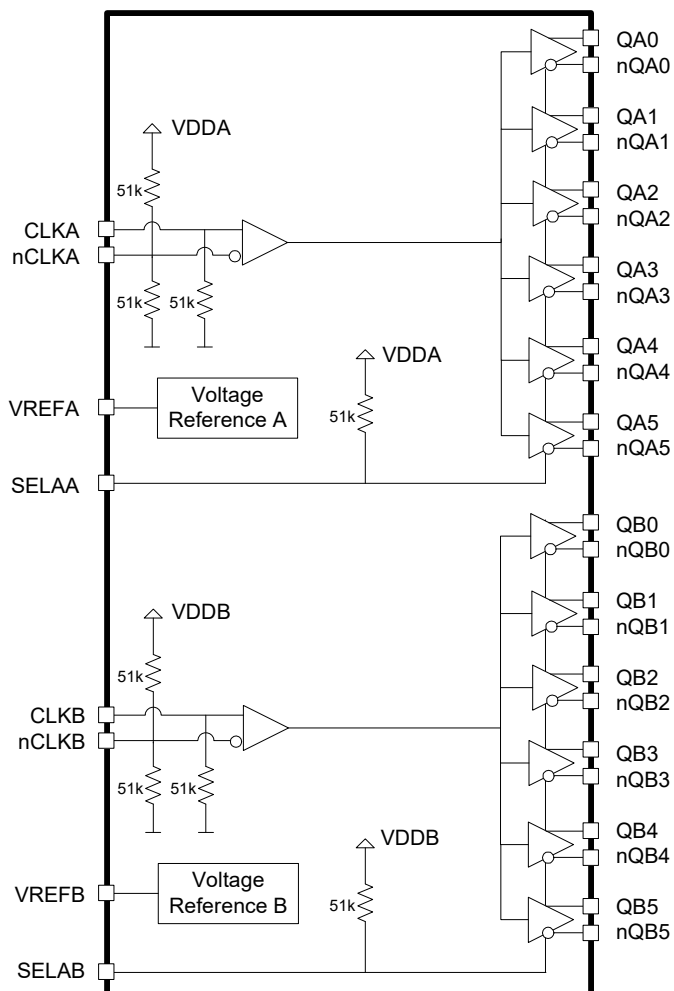 QA0
nQA0
QA1
nQA1
VDDA
51k
QA2
nQA2
CLKA
nCLKA
QA3
nQA3
51k
51k
VDDA
QA4
nQA4
Voltage
Reference A
VREFA
51k
QA5
nQA5
SELAA
QB0
nQB0
QB1
nQB1
VDDB
51k
QB2
nQB2
CLKB
nCLKB
QB3
nQB3
51k
51k
VDDB
QB4
nQB4
Voltage
Reference B
VREFB
51k
QB5
nQB5
SELAB